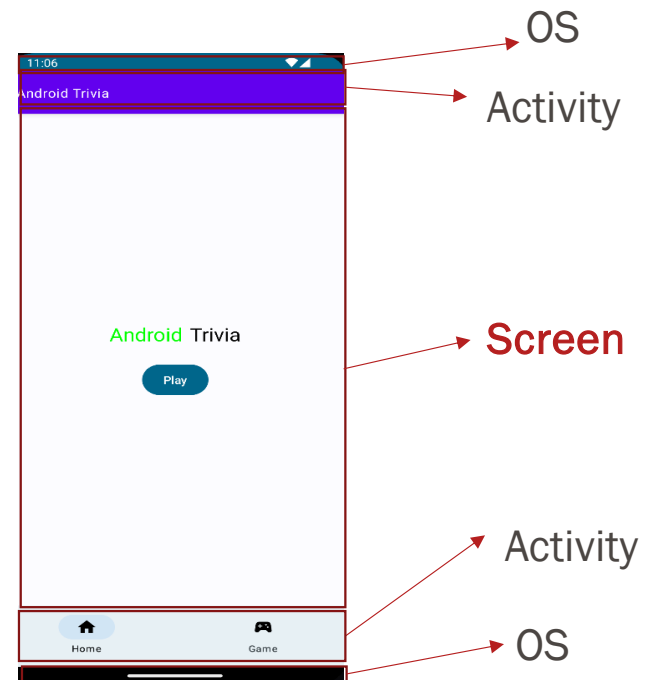 OS
11:06
Android Trivia
Activity
Android Trivia
Screen
Play
Activity
Home
Game
OS